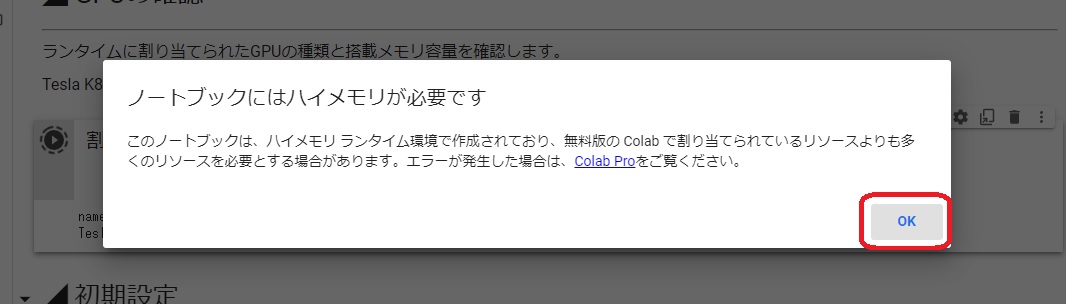 GPUの確認
ランタイムに割り当てられたGPUの種類と搭載メモリ容量を確認します。
Tesla K8
ノートブックにはハイメモリが必要です
このノートブックは、ハイメモリ ランタイム環境で作成されており、無料版の Colab で割り当てられているリソースよりも多
くのリソースを必要とする場合があります。エラーが発生した場合は、Colab Proをご覧ください。
割
name
Tes
OK
初期設定